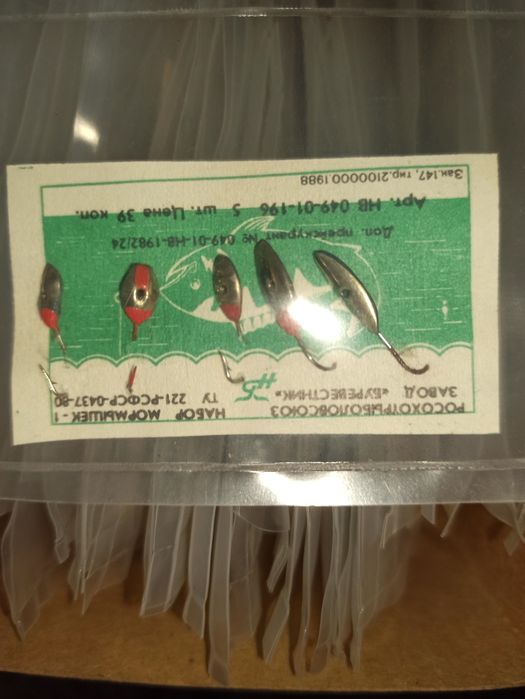 РОСОХОТРЫБОЛОВСОЮЗ
ЗАВОД «БУРЕВЕСТНИК»
НАБОР МОРМЫШЕК-1
ТУ 221-РСФСР-0437-80
Доп. прейскурант № 049-01-НВ-1982/24
Арт. НВ 049-01-196 5 шт. Цена 39 коп.
Зак.147, тир.2100000.1988